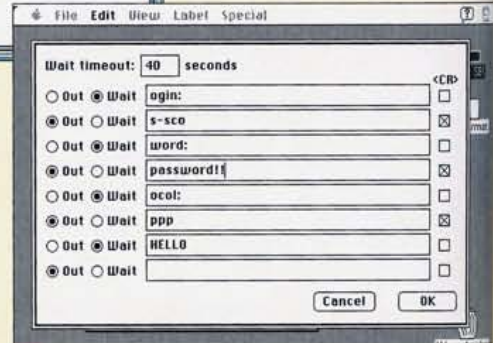 File Edit View Label Special
Wait timeout: 40 seconds
<CR>
Out Wait ogin:
Out Wait s-sco
Out Wait word:
Out Wait password!!
Out Wait ocol:
Out Wait ppp
Out Wait HELLO
Out Wait
Cancel OK